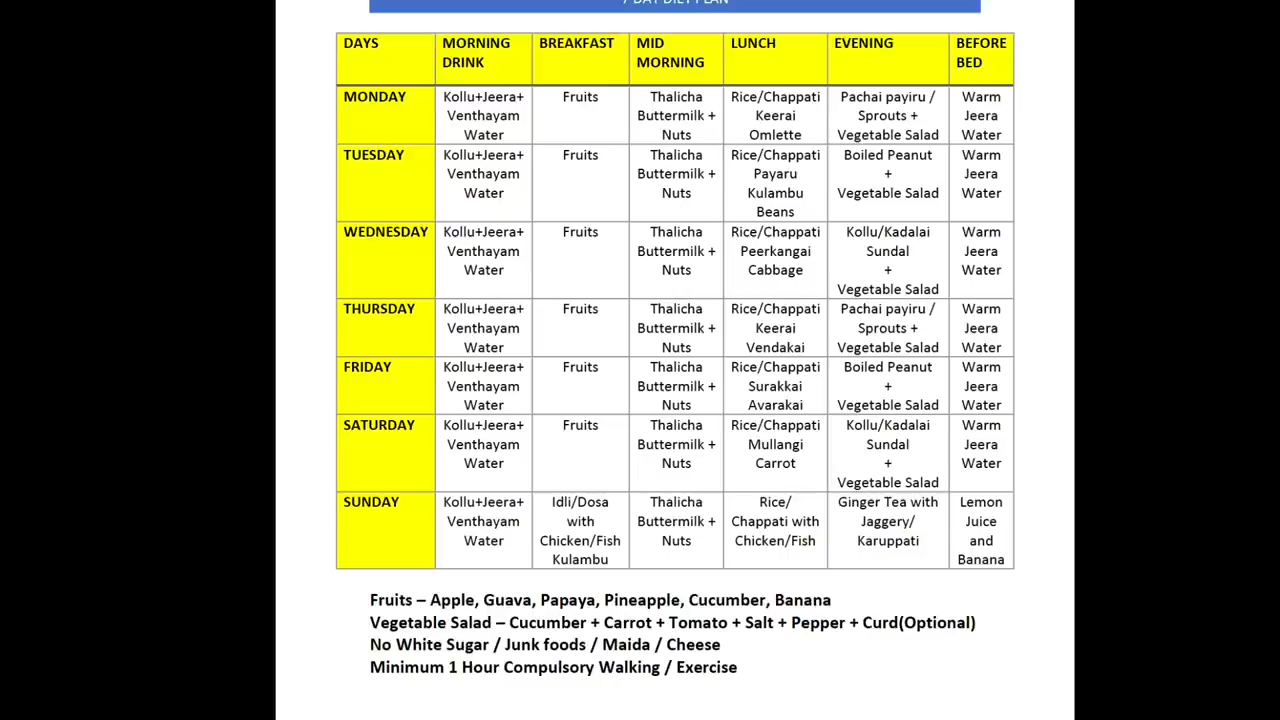 7 DAY DIET PLAN
DAYS MORNING BREAKFAST MID LUNCH EVENING BEFORE
DRINK MORNING BED
MONDAY Kollu+Jeera+ Fruits Thalicha Rice/Chappati Pachai payiru / Warm
Venthayam Buttermilk + Keerai Sprouts + Jeera
Water Nuts Omlette Vegetable Salad Water
TUESDAY Kollu+Jeera+ Fruits Thalicha Rice/Chappati Boiled Peanut Warm
Venthayam Buttermilk + Payaru + Jeera
Water Nuts Kulambu Vegetable Salad Water
Beans
WEDNESDAY Kollu+Jeera+ Fruits Thalicha Rice/Chappati Kollu/Kadalai Warm
Venthayam Buttermilk + Peerkangai Sundal Jeera
Water Nuts Cabbage + Water
Vegetable Salad
THURSDAY Kollu+Jeera+ Fruits Thalicha Rice/Chappati Pachai payiru / Warm
Venthayam Buttermilk + Keerai Sprouts + Jeera
Water Nuts Vendakai Vegetable Salad Water
FRIDAY Kollu+Jeera+ Fruits Thalicha Rice/Chappati Boiled Peanut Warm
Venthayam Buttermilk + Surakkai + Jeera
Water Nuts Avarakai Vegetable Salad Water
SATURDAY Kollu+Jeera+ Fruits Thalicha Rice/Chappati Kollu/Kadalai Warm
Venthayam Buttermilk + Mullangi Sundal Jeera
Water Nuts Carrot + Water
Vegetable Salad
SUNDAY Kollu+Jeera+ Idli/Dosa Thalicha Rice/ Ginger Tea with Lemon
Venthayam with Buttermilk + Chappati with Jaggery/ Juice
Water Chicken/Fish Nuts Chicken/Fish Karuppati and
Kulambu Banana
Fruits – Apple, Guava, Papaya, Pineapple, Cucumber, Banana
Vegetable Salad – Cucumber + Carrot + Tomato + Salt + Pepper + Curd(Optional)
No White Sugar / Junk foods / Maida / Cheese
Minimum 1 Hour Compulsory Walking / Exercise